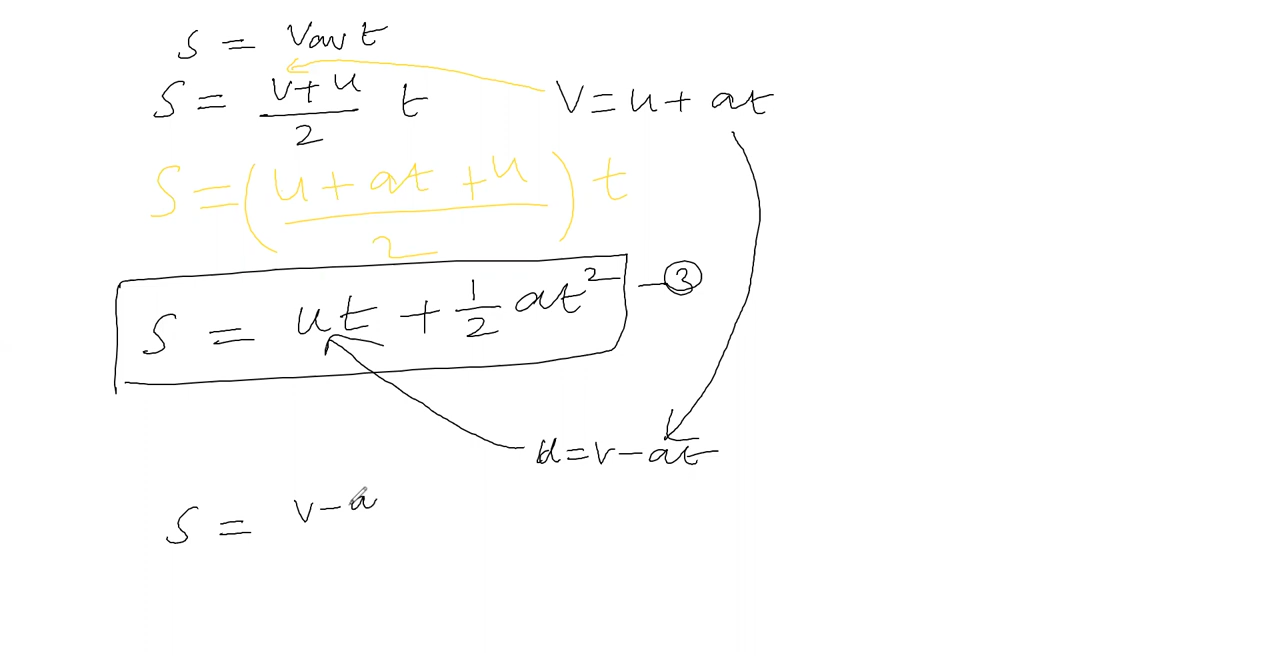 S = Vav t
S = (v+u)/2 t
V = u + at
S = ((u + at + u)/2) t
S = ut + 1/2 at² — ③
u = v - at
S = v - a